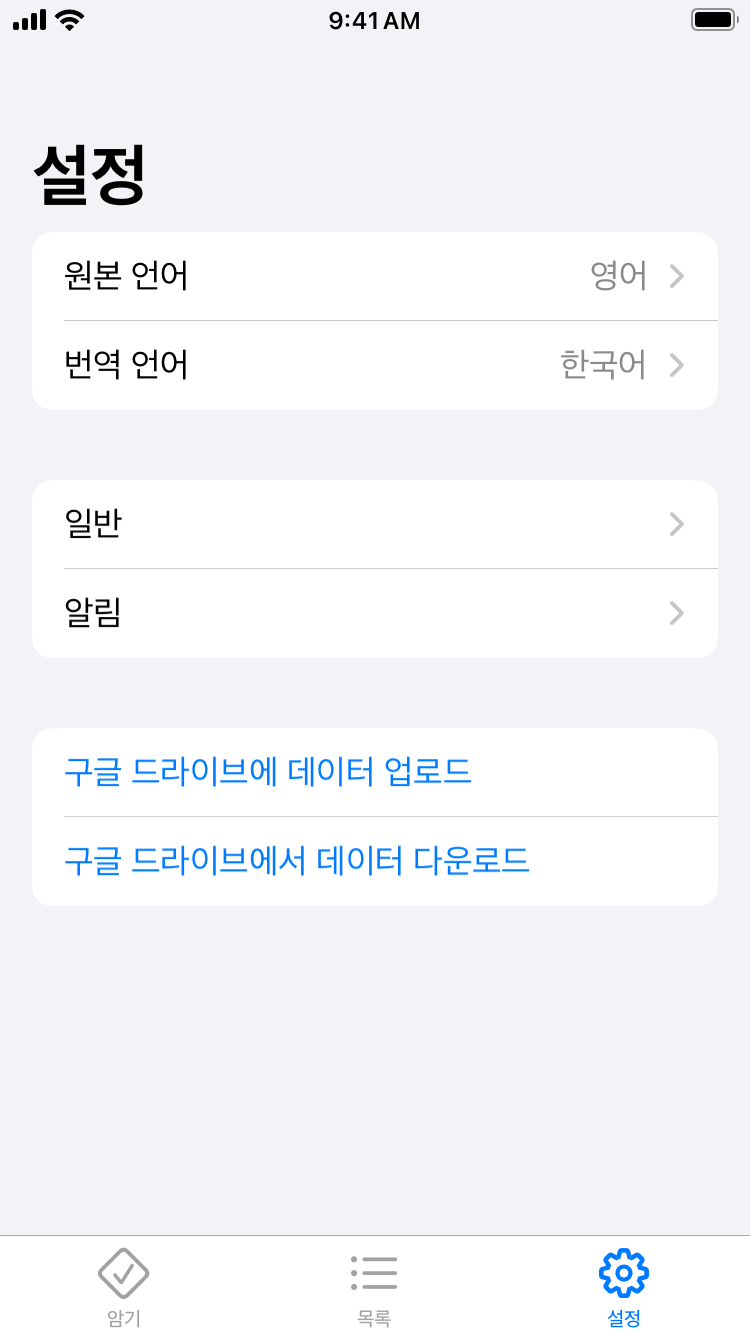 9:41 AM
설정
원본 언어 영어
번역 언어 한국어
일반
알림
구글 드라이브에 데이터 업로드
구글 드라이브에서 데이터 다운로드
암기 목록 설정